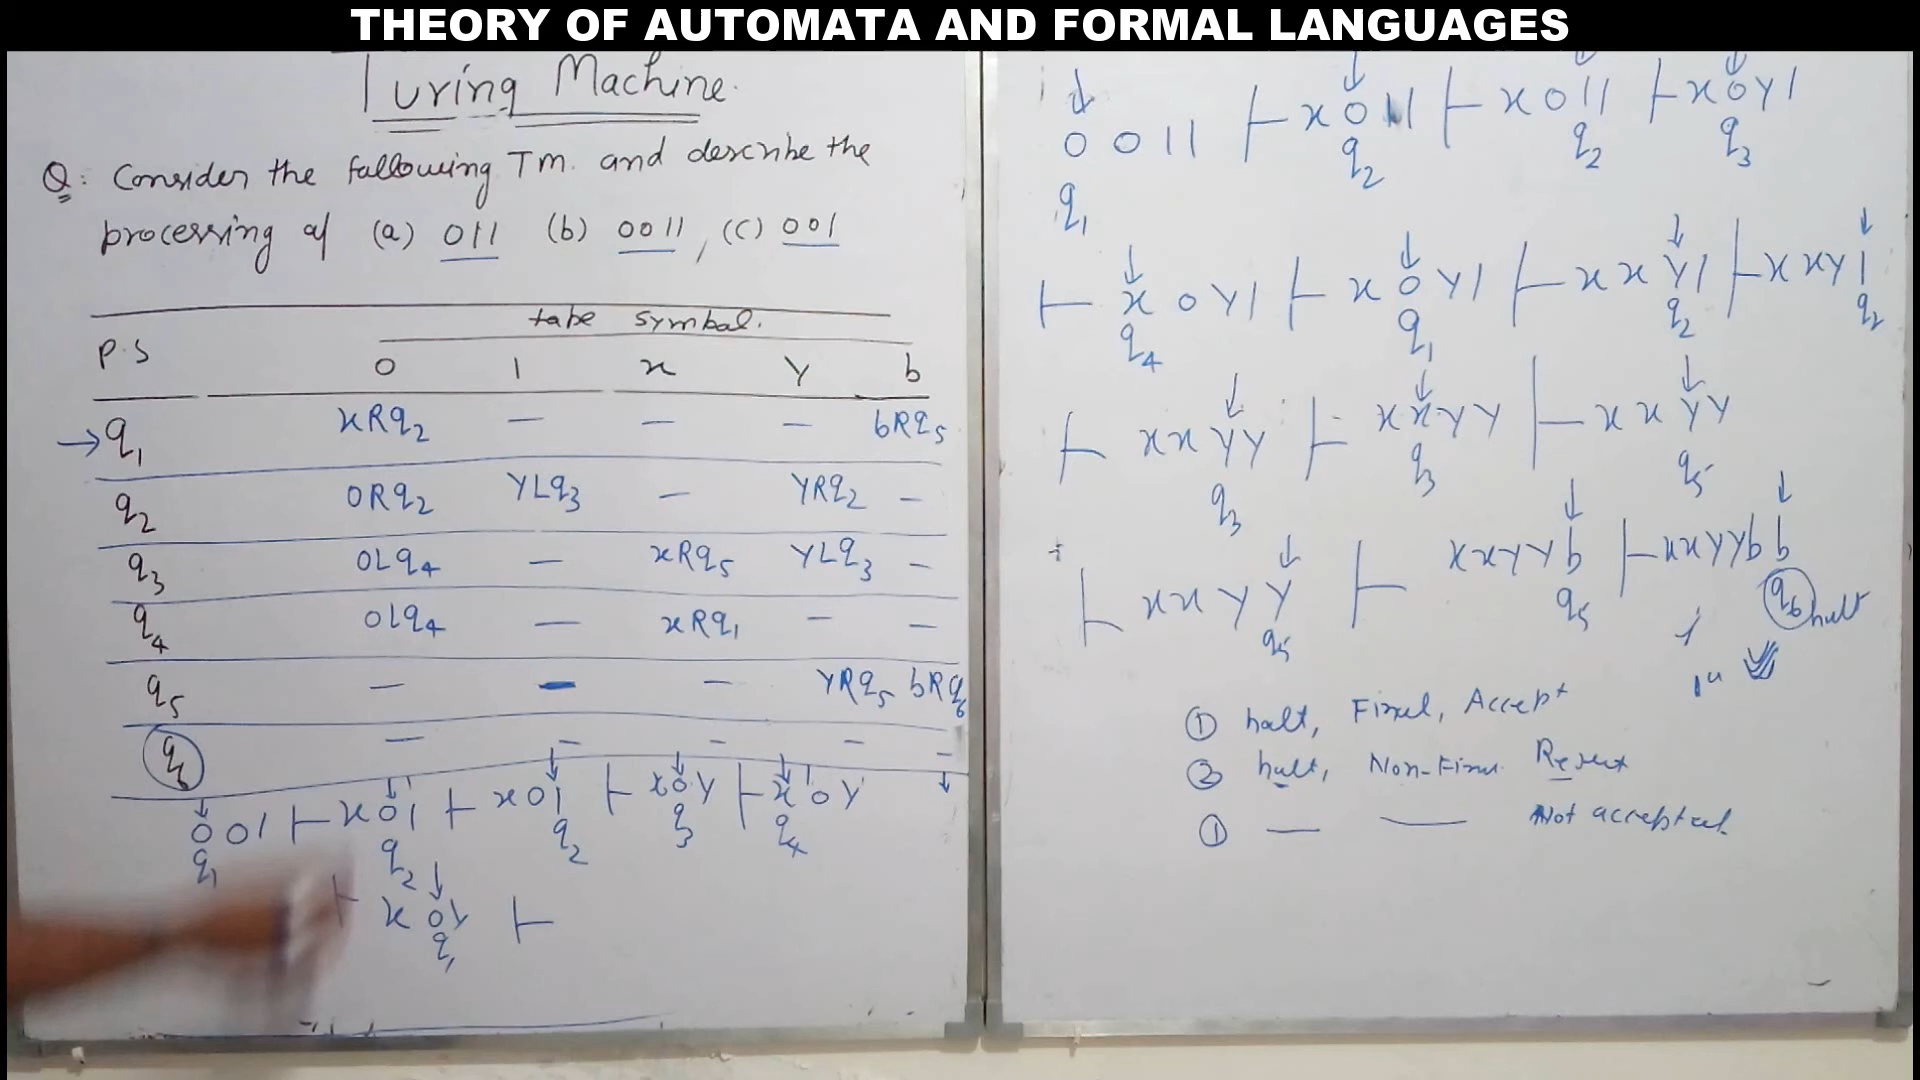 THEORY OF AUTOMATA AND FORMAL LANGUAGES
Turing Machine.
Q: Consider the following Tm. and describe the
processing of (a) 011 (b) 0011, (c) 001
tabe symbal.
P.S 0 1 x Y b
→ q1 xRq2 — — — bRq5
q2 0Rq2 YLq3 — YRq2 —
q3 0Lq4 — xRq5 YLq3 —
q4 0Lq4 — xRq1 — —
q5 — — — YRq5 bRq6
q6 — — — — —
↓ ↓ ↓ ↓ ↓ ↓
001 ⊢ x01 ⊢ x01 ⊢ x0Y ⊢ x0Y
q1 q2 q2 q3 q4
↓
⊢ x0Y ⊢
q1
↓ ↓ ↓ ↓
0011 ⊢ x011 ⊢ x011 ⊢ x0Y1
q1 q2 q2 q3
↓ ↓ ↓ ↓
⊢ x0Y1 ⊢ x0Y1 ⊢ xxY1 ⊢ xxY1
q4 q1 q2 q2
↓ ↓ ↓
⊢ xxYY ⊢ xxYY ⊢ xxYY
q3 q3 q5
↓ ↓ ↓
⊢ xxYY ⊢ xxYYb ⊢ xxYYbb
q5 q5 q6 halt
① halt, Final, Accept
② halt, Non-Final Reject
① — — Not accepted